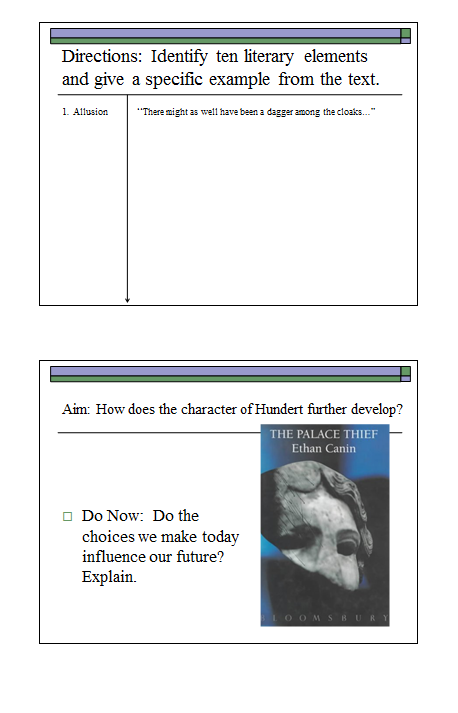 Directions: Identify ten literary elements
and give a specific example from the text.
1. Allusion
“There might as well have been a dagger among the cloaks…”
Aim: How does the character of Hundert further develop?
THE PALACE THIEF
Ethan Canin
Do Now: Do the
choices we make today
influence our future?
Explain.
BLOOMSBURY